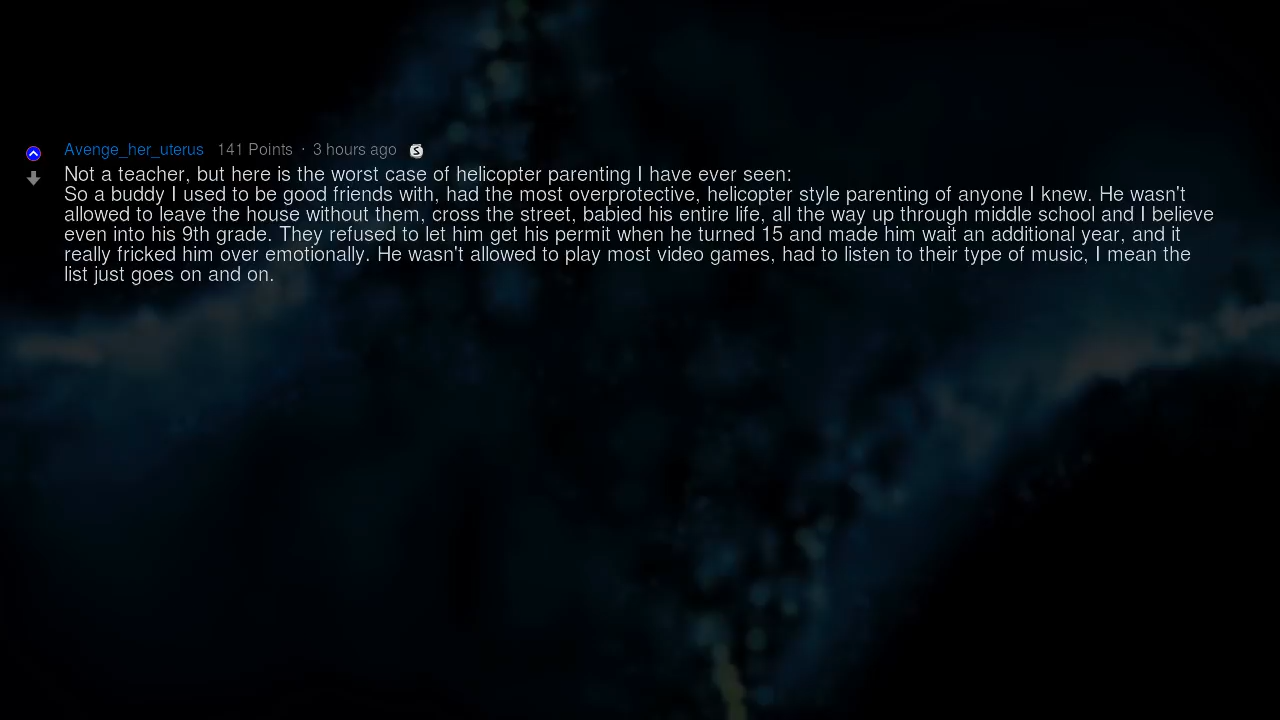 Avenge_her_uterus 141 Points · 3 hours ago S
Not a teacher, but here is the worst case of helicopter parenting I have ever seen:
So a buddy I used to be good friends with, had the most overprotective, helicopter style parenting of anyone I knew. He wasn't
allowed to leave the house without them, cross the street, babied his entire life, all the way up through middle school and I believe
even into his 9th grade. They refused to let him get his permit when he turned 15 and made him wait an additional year, and it
really fricked him over emotionally. He wasn't allowed to play most video games, had to listen to their type of music, I mean the
list just goes on and on.